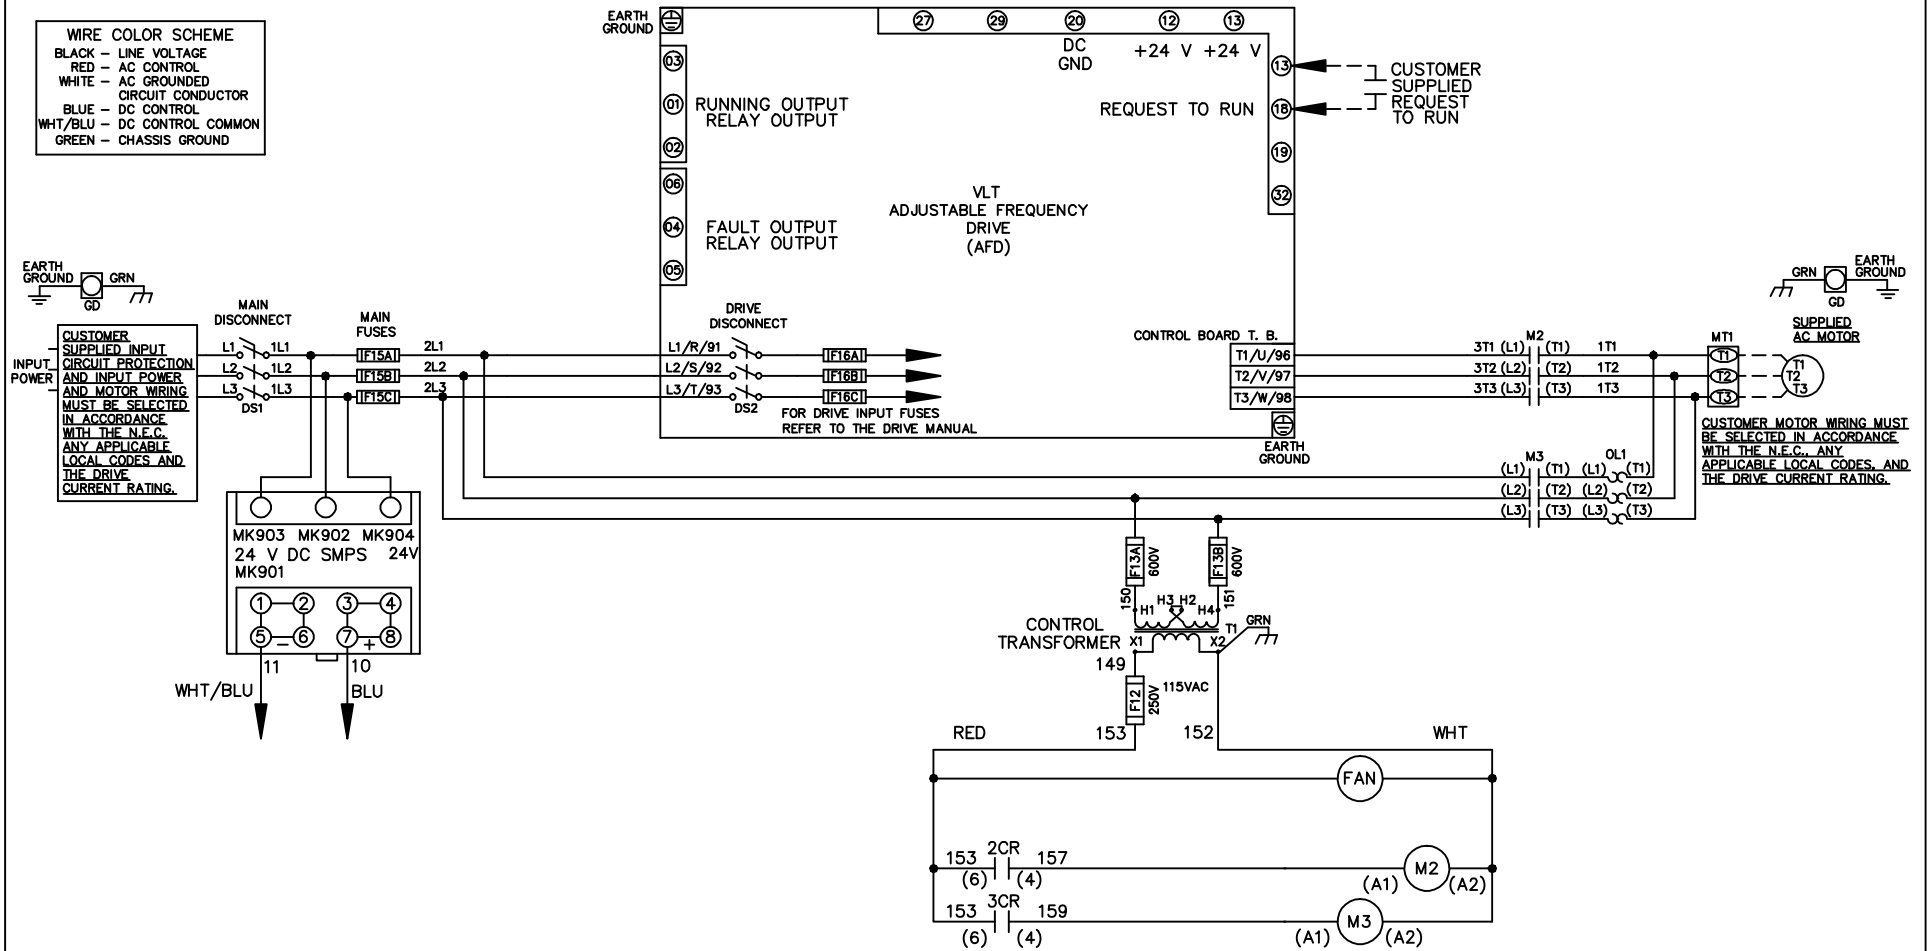 WIRE COLOR SCHEME
BLACK – LINE VOLTAGE
RED – AC CONTROL
WHITE – AC GROUNDED
CIRCUIT CONDUCTOR
BLUE – DC CONTROL
WHT/BLU – DC CONTROL COMMON
GREEN – CHASSIS GROUND
EARTH
GROUND
27 29 20 12 13
DC
GND
+24 V +24 V
03
01
02
RUNNING OUTPUT
RELAY OUTPUT
06
04
05
FAULT OUTPUT
RELAY OUTPUT
VLT
ADJUSTABLE FREQUENCY
DRIVE
(AFD)
REQUEST TO RUN
13
18
19
32
CUSTOMER
SUPPLIED
REQUEST
TO RUN
EARTH
GROUND
GD
GRN
INPUT
POWER
CUSTOMER
SUPPLIED INPUT
CIRCUIT PROTECTION
AND INPUT POWER
AND MOTOR WIRING
MUST BE SELECTED
IN ACCORDANCE
WITH THE N.E.C.
ANY APPLICABLE
LOCAL CODES AND
THE DRIVE
CURRENT RATING.
MAIN
DISCONNECT
L1 1L1
L2 1L2
L3 1L3
DS1
MAIN
FUSES
F15A 2L1
F15B 2L2
F15C 2L3
DRIVE
DISCONNECT
L1/R/91 F16A
L2/S/92 F16B
L3/T/93 F16C
DS2
FOR DRIVE INPUT FUSES
REFER TO THE DRIVE MANUAL
CONTROL BOARD T. B.
T1/U/96
T2/V/97
T3/W/98
EARTH
GROUND
M2
3T1 (L1) (T1) 1T1
3T2 (L2) (T2) 1T2
3T3 (L3) (T3) 1T3
MT1
T1
T2
T3
T1
T2
T3
GRN
GD
EARTH
GROUND
SUPPLIED
AC MOTOR
CUSTOMER MOTOR WIRING MUST
BE SELECTED IN ACCORDANCE
WITH THE N.E.C., ANY
APPLICABLE LOCAL CODES, AND
THE DRIVE CURRENT RATING.
M3 OL1
(L1) (T1) (L1) (T1)
(L2) (T2) (L2) (T2)
(L3) (T3) (L3) (T3)
MK903 MK902 MK904
24 V DC SMPS 24V
MK901
1 2 3 4
5 – 6 7 + 8
11 10
WHT/BLU BLU
F13A 600V
F13B 600V
150 151
H1 H3 H2 H4
CONTROL
TRANSFORMER
X1 X2 T1 GRN
149
F12 250V
115VAC
RED 153 152 WHT
FAN
153 2CR 157 M2
(6) (4) (A1) (A2)
153 3CR 159 M3
(6) (4) (A1) (A2)